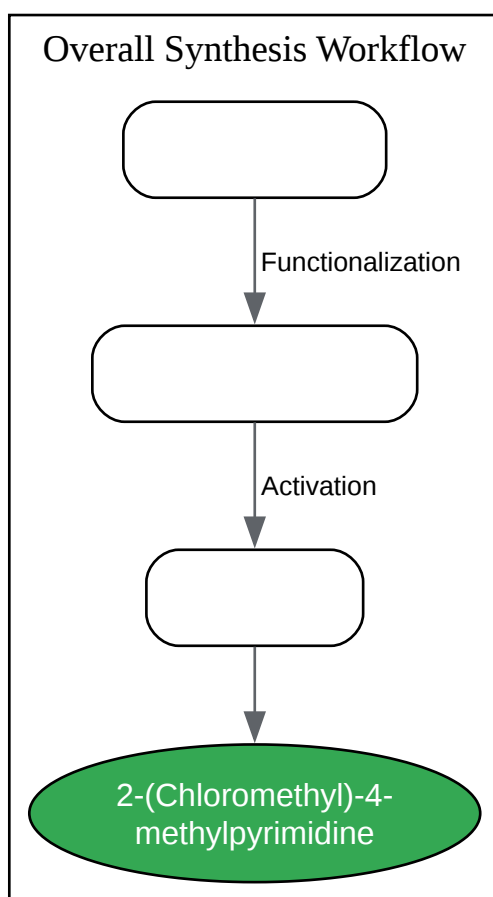 Overall Synthesis Workflow
Functionalization
Activation
2-(Chloromethyl)-4-
methylpyrimidine